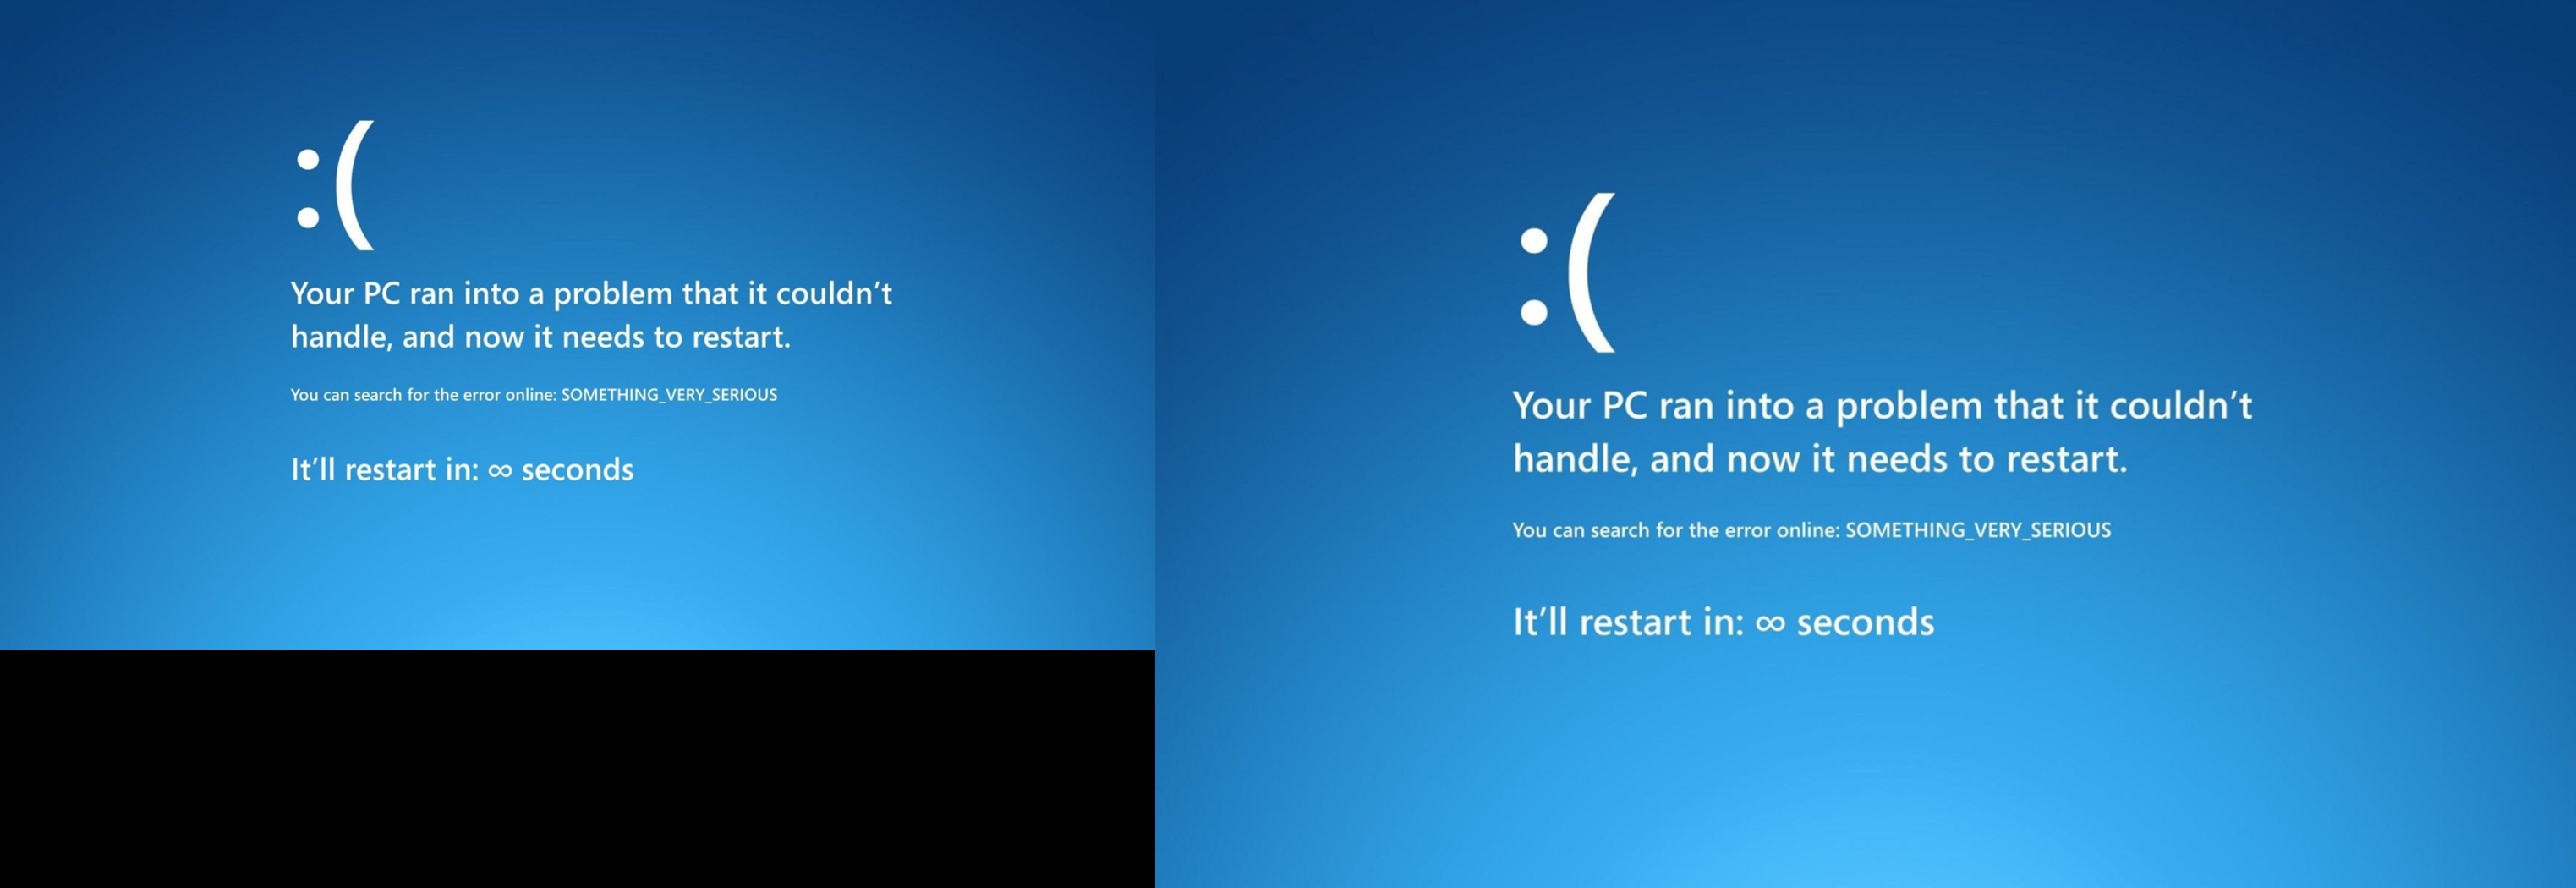 :(
Your PC ran into a problem that it couldn’t
handle, and now it needs to restart.
You can search for the error online: SOMETHING_VERY_SERIOUS
It’ll restart in: ∞ seconds
:(
Your PC ran into a problem that it couldn’t
handle, and now it needs to restart.
You can search for the error online: SOMETHING_VERY_SERIOUS
It’ll restart in: ∞ seconds